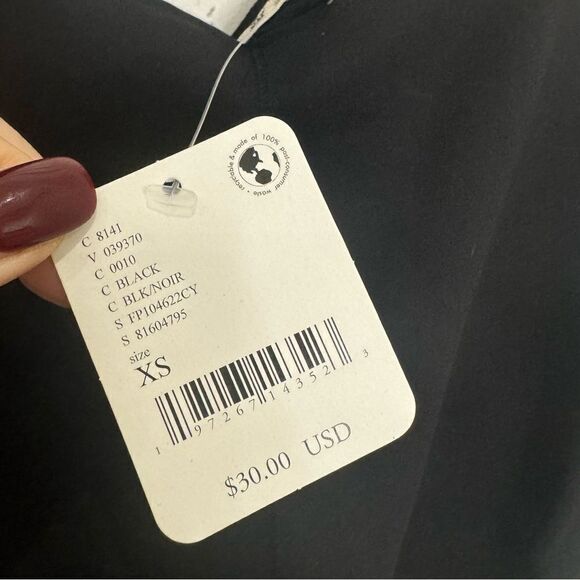 recyclable & made of 100% post-consumer waste •
C 8141
V 039370
C 0010
C BLACK
C BLK/NOIR
S FP104622CY
S 81604795
size
XS
1 97267 14352 3
$30.00 USD